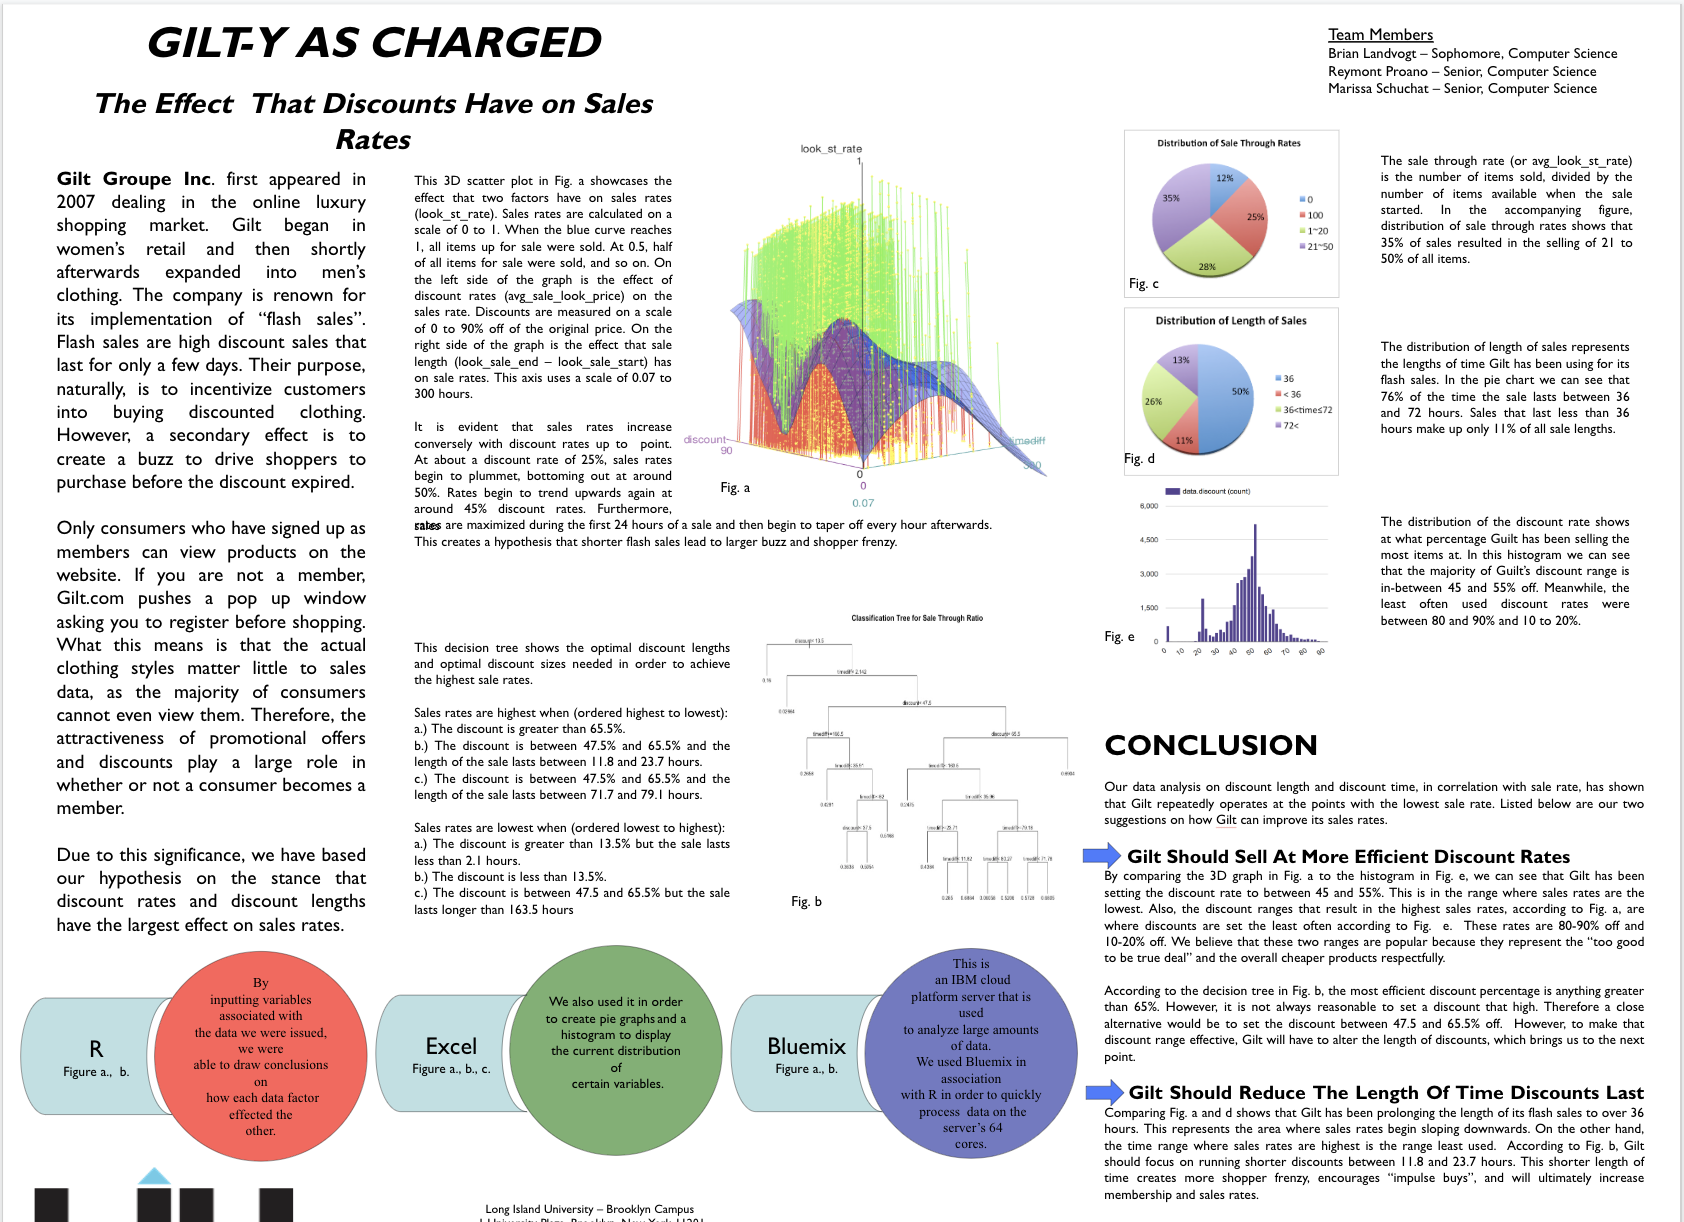 GILT-Y AS CHARGED
The Effect That Discounts Have on Sales
Rates
Team Members
Brian Landvogt – Sophomore, Computer Science
Reymont Proano – Senior, Computer Science
Marissa Schuchat – Senior, Computer Science
Gilt Groupe Inc. first appeared in
2007 dealing in the online luxury
shopping market. Gilt began in
women's retail and then shortly
afterwards expanded into men's
clothing. The company is renown for
its implementation of “flash sales”.
Flash sales are high discount sales that
last for only a few days. Their purpose,
naturally, is to incentivize customers
into buying discounted clothing.
However, a secondary effect is to
create a buzz to drive shoppers to
purchase before the discount expired.
Only consumers who have signed up as
members can view products on the
website. If you are not a member,
Gilt.com pushes a pop up window
asking you to register before shopping.
What this means is that the actual
clothing styles matter little to sales
data, as the majority of consumers
cannot even view them. Therefore, the
attractiveness of promotional offers
and discounts play a large role in
whether or not a consumer becomes a
member.
Due to this significance, we have based
our hypothesis on the stance that
discount rates and discount lengths
have the largest effect on sales rates.
This 3D scatter plot in Fig. a showcases the
effect that two factors have on sales rates
(look_st_rate). Sales rates are calculated on a
scale of 0 to 1. When the blue curve reaches
1, all items up for sale were sold. At 0.5, half
of all items for sale were sold, and so on. On
the left side of the graph is the effect of
discount rates (avg_sale_look_price) on the
sales rate. Discounts are measured on a scale
of 0 to 90% off of the original price. On the
right side of the graph is the effect that sale
length (look_sale_end – look_sale_start) has
on sale rates. This axis uses a scale of 0.07 to
300 hours.
It is evident that sales rates increase
conversely with discount rates up to point.
At about a discount rate of 25%, sales rates
begin to plummet, bottoming out at around
50%. Rates begin to trend upwards again at
around 45% discount rates. Furthermore,
sales
rates are maximized during the first 24 hours of a sale and then begin to taper off every hour afterwards.
This creates a hypothesis that shorter flash sales lead to larger buzz and shopper frenzy.
look_st_rate
1
discount
90
timediff
300
0
0
0.07
Fig. a
This decision tree shows the optimal discount lengths
and optimal discount sizes needed in order to achieve
the highest sale rates.
Sales rates are highest when (ordered highest to lowest):
a.) The discount is greater than 65.5%.
b.) The discount is between 47.5% and 65.5% and the
length of the sale lasts between 11.8 and 23.7 hours.
c.) The discount is between 47.5% and 65.5% and the
length of the sale lasts between 71.7 and 79.1 hours.
Sales rates are lowest when (ordered lowest to highest):
a.) The discount is greater than 13.5% but the sale lasts
less than 2.1 hours.
b.) The discount is less than 13.5%.
c.) The discount is between 47.5 and 65.5% but the sale
lasts longer than 163.5 hours
Classification Tree for Sale Through Ratio
Fig. b
Distribution of Sale Through Rates
12%
25%
28%
35%
0
100
1~20
21~50
Fig. c
The sale through rate (or avg_look_st_rate)
is the number of items sold, divided by the
number of items available when the sale
started. In the accompanying figure,
distribution of sale through rates shows that
35% of sales resulted in the selling of 21 to
50% of all items.
Distribution of Length of Sales
13%
50%
26%
11%
36
< 36
36<time≤72
72<
Fig. d
The distribution of length of sales represents
the lengths of time Gilt has been using for its
flash sales. In the pie chart we can see that
76% of the time the sale lasts between 36
and 72 hours. Sales that last less than 36
hours make up only 11% of all sale lengths.
data.discount (count)
6,000
4,500
3,000
1,500
0
0 10 20 30 40 50 60 70 80 90
Fig. e
The distribution of the discount rate shows
at what percentage Guilt has been selling the
most items at. In this histogram we can see
that the majority of Guilt's discount range is
in-between 45 and 55% off. Meanwhile, the
least often used discount rates were
between 80 and 90% and 10 to 20%.
CONCLUSION
Our data analysis on discount length and discount time, in correlation with sale rate, has shown
that Gilt repeatedly operates at the points with the lowest sale rate. Listed below are our two
suggestions on how Gilt can improve its sales rates.
Gilt Should Sell At More Efficient Discount Rates
By comparing the 3D graph in Fig. a to the histogram in Fig. e, we can see that Gilt has been
setting the discount rate to between 45 and 55%. This is in the range where sales rates are the
lowest. Also, the discount ranges that result in the highest sales rates, according to Fig. a, are
where discounts are set the least often according to Fig. e. These rates are 80-90% off and
10-20% off. We believe that these two ranges are popular because they represent the “too good
to be true deal” and the overall cheaper products respectfully.
According to the decision tree in Fig. b, the most efficient discount percentage is anything greater
than 65%. However, it is not always reasonable to set a discount that high. Therefore a close
alternative would be to set the discount between 47.5 and 65.5% off. However, to make that
discount range effective, Gilt will have to alter the length of discounts, which brings us to the next
point.
Gilt Should Reduce The Length Of Time Discounts Last
Comparing Fig. a and d shows that Gilt has been prolonging the length of its flash sales to over 36
hours. This represents the area where sales rates begin sloping downwards. On the other hand,
the time range where sales rates are highest is the range least used. According to Fig. b, Gilt
should focus on running shorter discounts between 11.8 and 23.7 hours. This shorter length of
time creates more shopper frenzy, encourages “impulse buys”, and will ultimately increase
membership and sales rates.
R
Figure a., b.
By
inputting variables
associated with
the data we were issued,
we were
able to draw conclusions
on
how each data factor
effected the
other.
Excel
Figure a., b., c.
We also used it in order
to create pie graphs and a
histogram to display
the current distribution
of
certain variables.
Bluemix
Figure a., b.
This is
an IBM cloud
platform server that is
used
to analyze large amounts
of data.
We used Bluemix in
association
with R in order to quickly
process data on the
server's 64
cores.
Long Island University – Brooklyn Campus